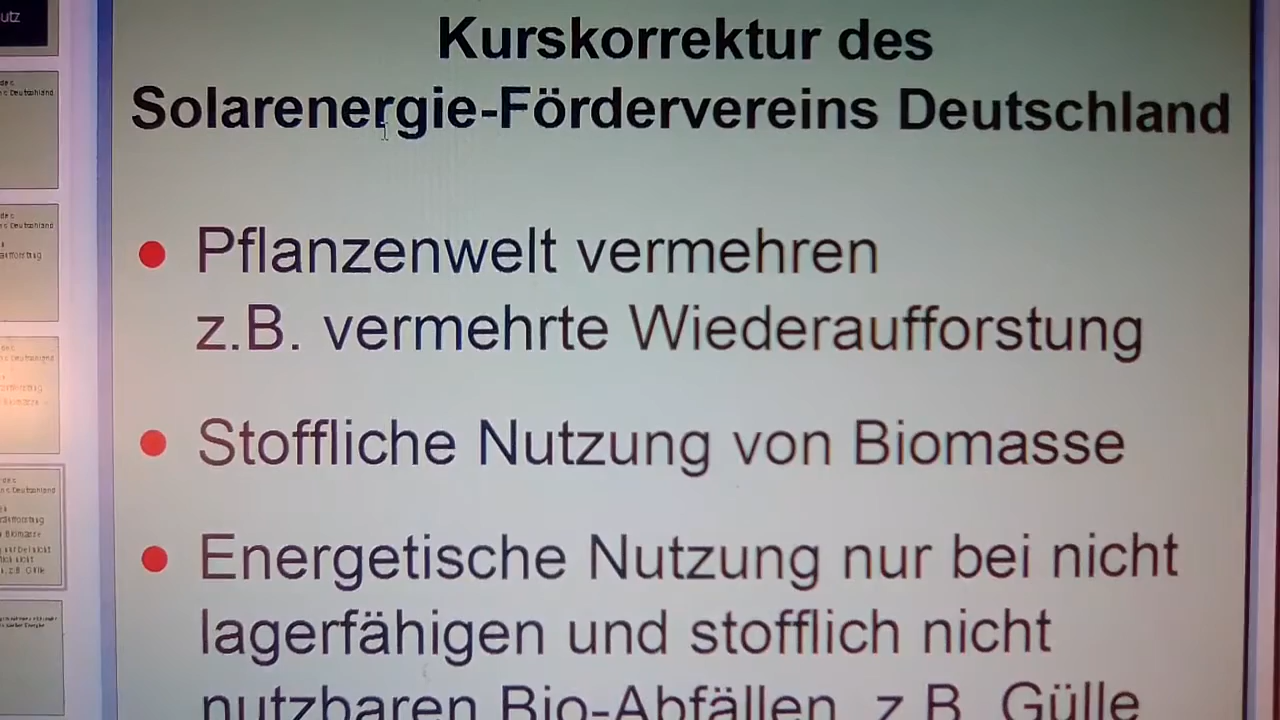 utz
Kurskorrektur des
Solarenergie-Fördervereins Deutschland
Pflanzenwelt vermehren
z.B. vermehrte Wiederaufforstung
Stoffliche Nutzung von Biomasse
Energetische Nutzung nur bei nicht
lagerfähigen und stofflich nicht
nutzbaren Bio-Abfällen, z.B. Gülle